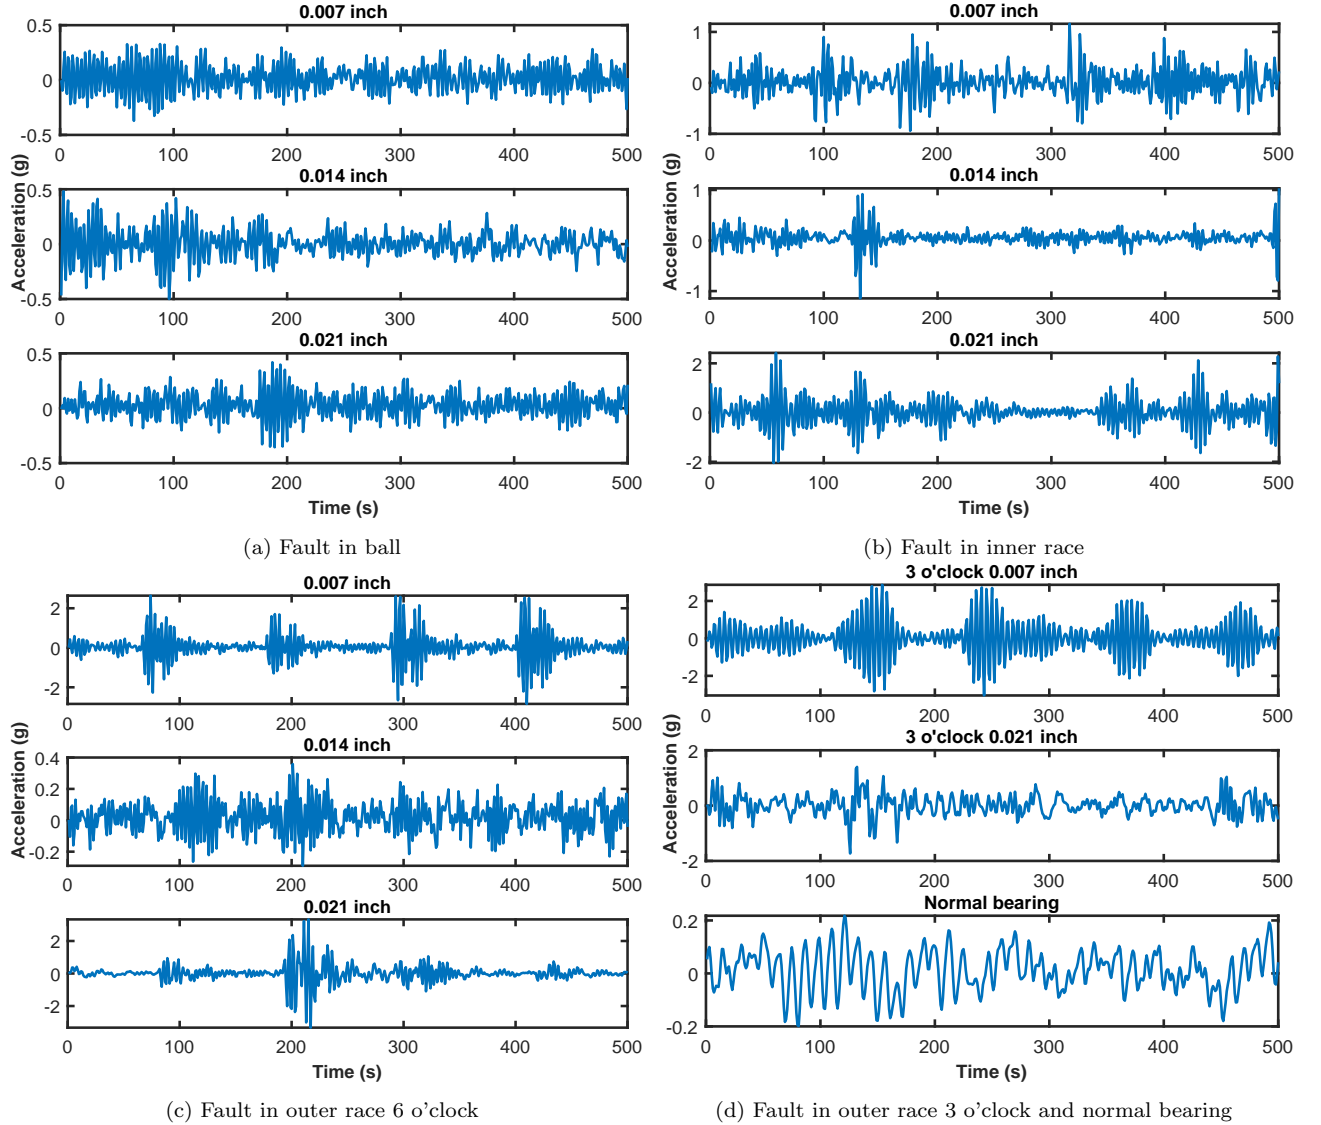 0.007 inch
0.5
0
-0.5
0 100 200 300 400 500
0.014 inch
0.5
0
-0.5
0 100 200 300 400 500
0.021 inch
0.5
0
-0.5
0 100 200 300 400 500
Acceleration (g)
Time (s)
(a) Fault in ball
0.007 inch
1
0
-1
0 100 200 300 400 500
0.014 inch
1
0
-1
0 100 200 300 400 500
0.021 inch
2
0
-2
0 100 200 300 400 500
Acceleration (g)
Time (s)
(b) Fault in inner race
0.007 inch
2
0
-2
0 100 200 300 400 500
0.014 inch
0.4
0.2
0
-0.2
0 100 200 300 400 500
0.021 inch
2
0
-2
0 100 200 300 400 500
Acceleration (g)
Time (s)
(c) Fault in outer race 6 o'clock
3 o'clock 0.007 inch
2
0
-2
0 100 200 300 400 500
3 o'clock 0.021 inch
2
0
-2
0 100 200 300 400 500
Normal bearing
0.2
0
-0.2
0 100 200 300 400 500
Acceleration (g)
Time (s)
(d) Fault in outer race 3 o'clock and normal bearing